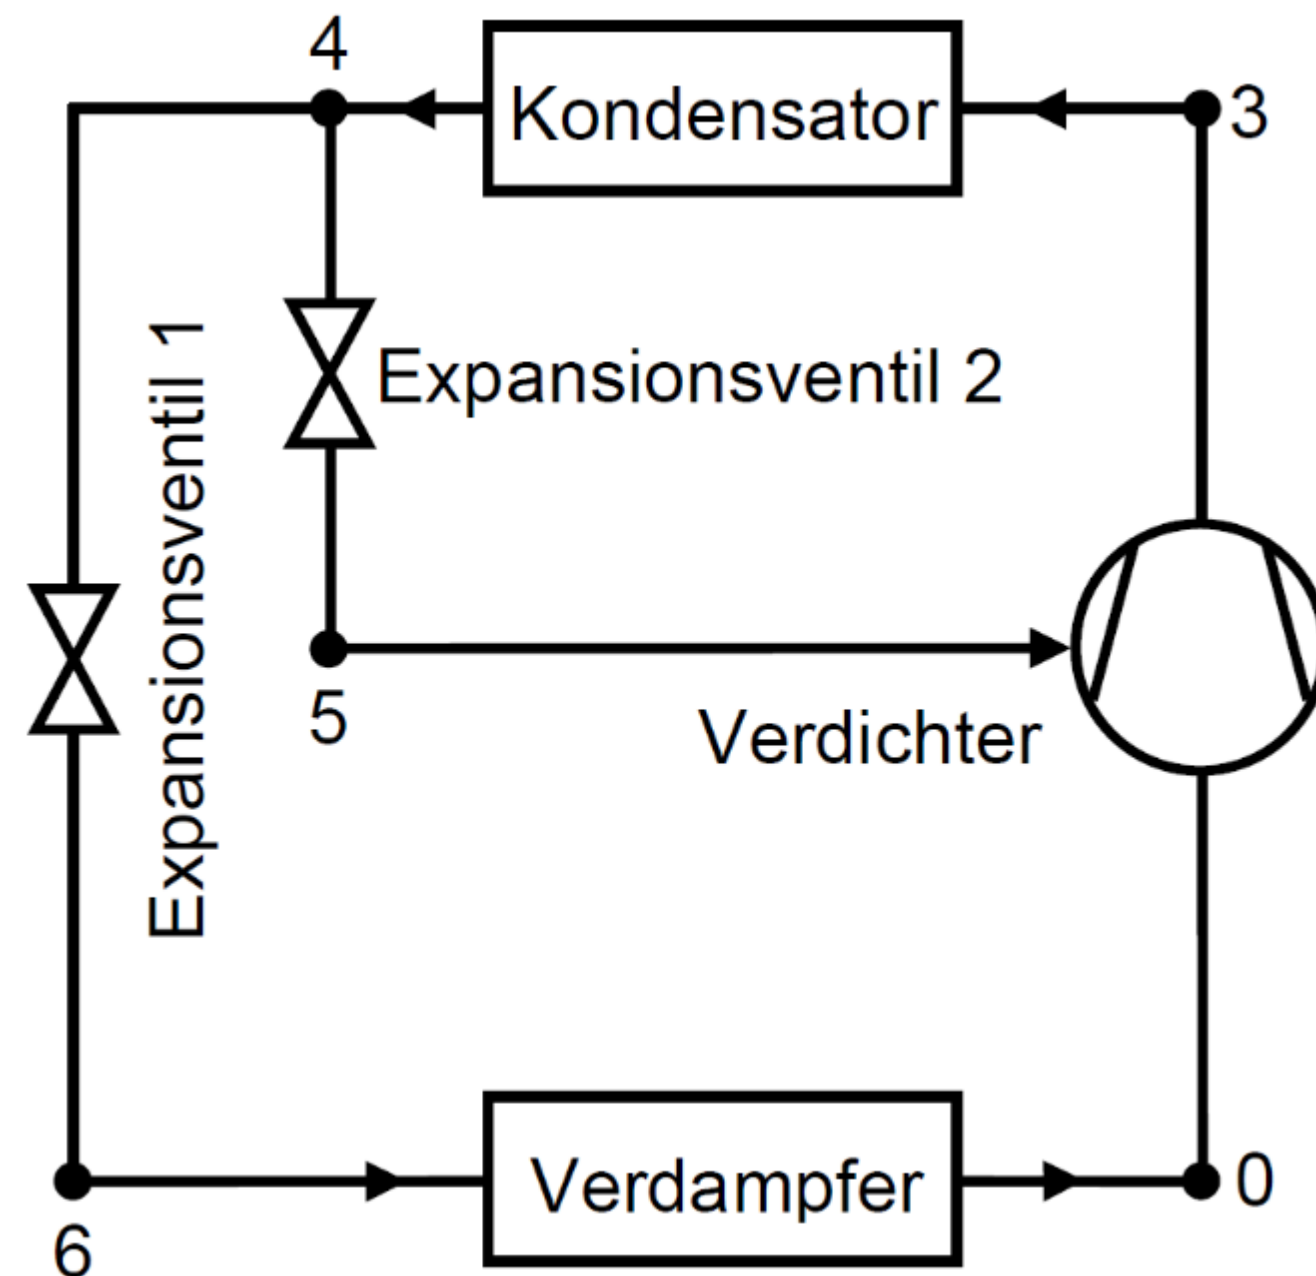 4
Kondensator
3
Expansionsventil 1
Expansionsventil 2
5
Verdichter
6
Verdampfer
0